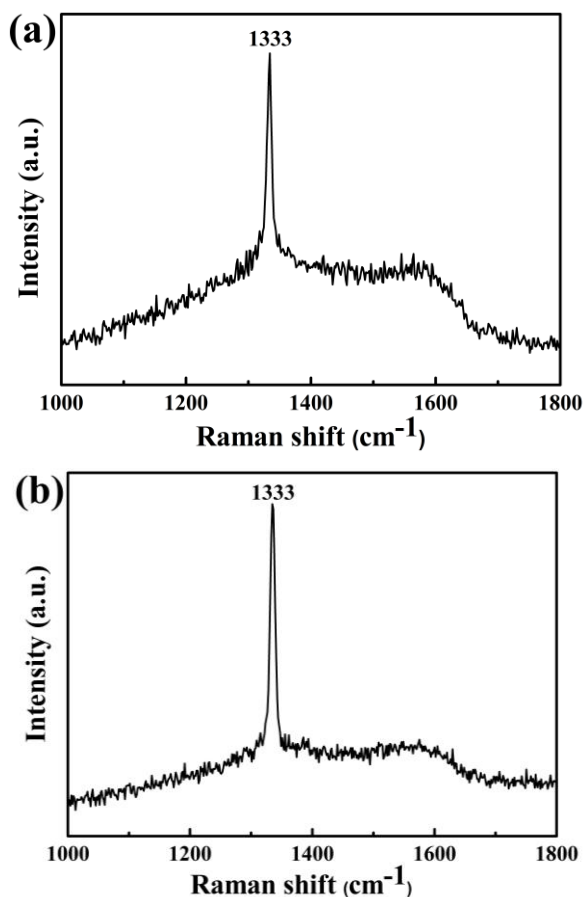 (a)
1333
Intensity (a.u.)
1000 1200 1400 1600 1800
Raman shift (cm-1)
(b)
1333
Intensity (a.u.)
1000 1200 1400 1600 1800
Raman shift (cm-1)